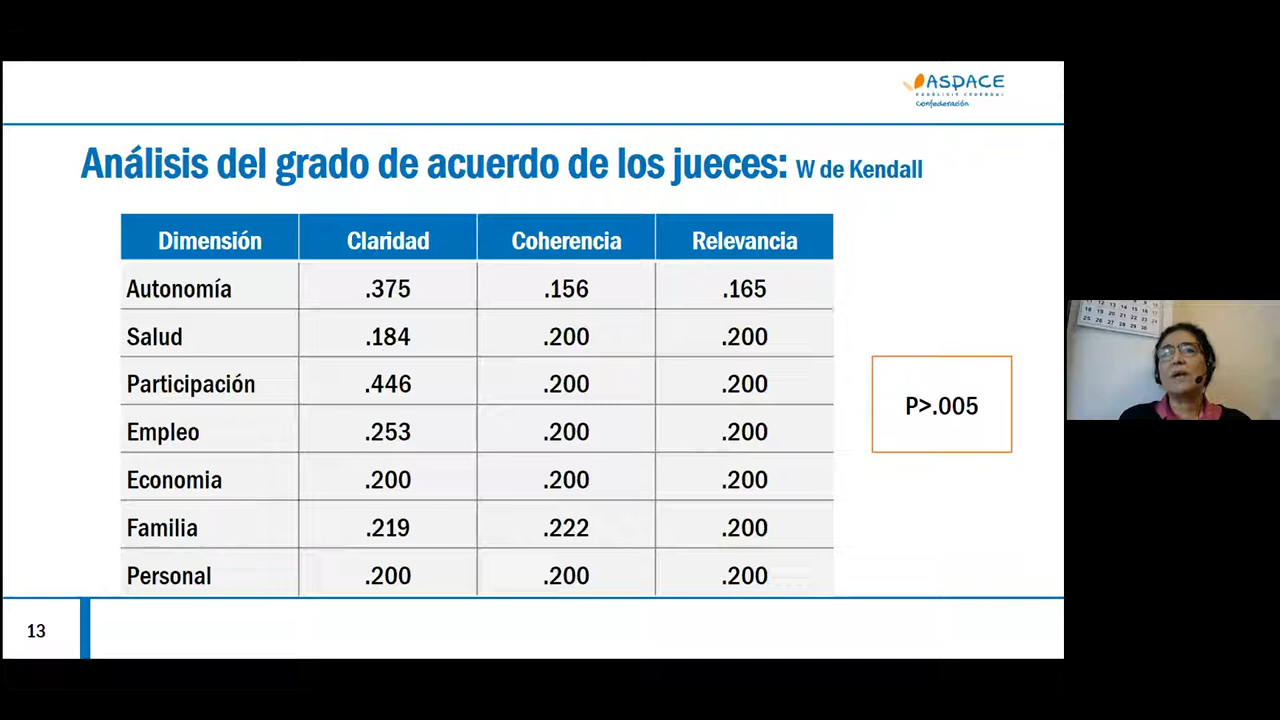 ASPACE
PARÁLISIS CEREBRAL
Confederación
Análisis del grado de acuerdo de los jueces: W de Kendall
Dimensión Claridad Coherencia Relevancia
Autonomía .375 .156 .165
Salud .184 .200 .200
Participación .446 .200 .200
Empleo .253 .200 .200
Economia .200 .200 .200
Familia .219 .222 .200
Personal .200 .200 .200
P>.005
13